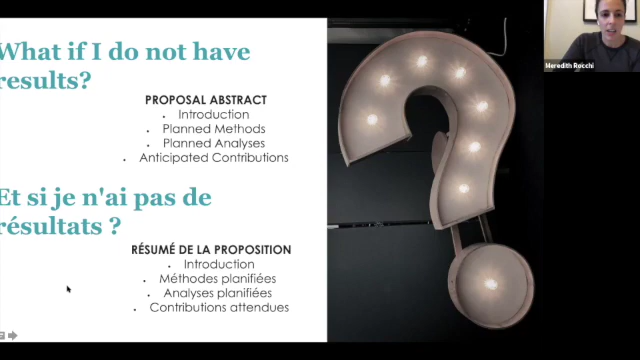 What if I do not have
results?
PROPOSAL ABSTRACT
• Introduction
• Planned Methods
• Planned Analyses
• Anticipated Contributions
Et si je n'ai pas de
résultats ?
RÉSUMÉ DE LA PROPOSITION
• Introduction
• Méthodes planifiées
• Analyses planifiées
• Contributions attendues
Meredith Rocchi